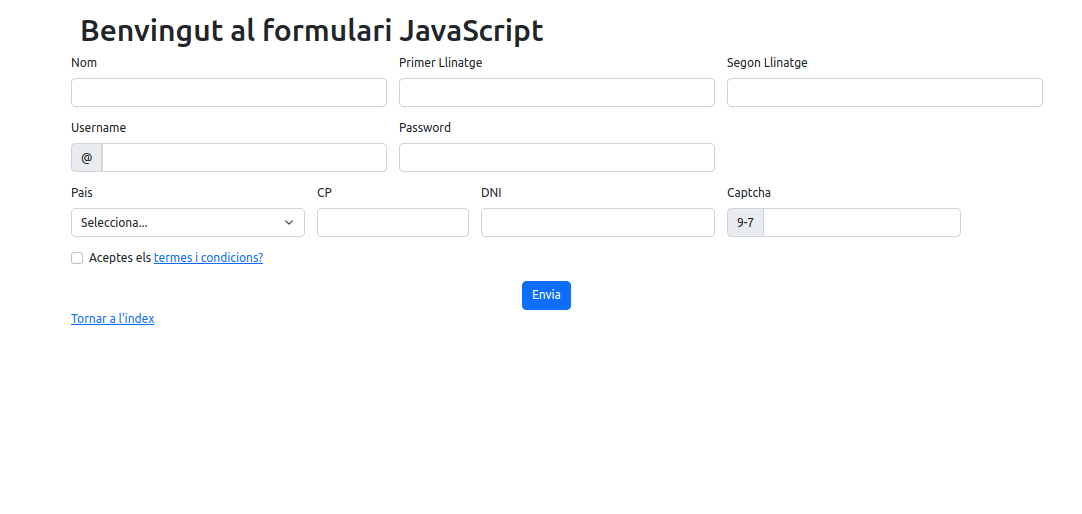 Benvingut al formulari JavaScript
Nom Primer Llinatge Segon Llinatge
Username Password
@
Pais CP DNI Captcha
Selecciona... 9-7
Aceptes els termes i condicions?
Envia
Tornar a l'index